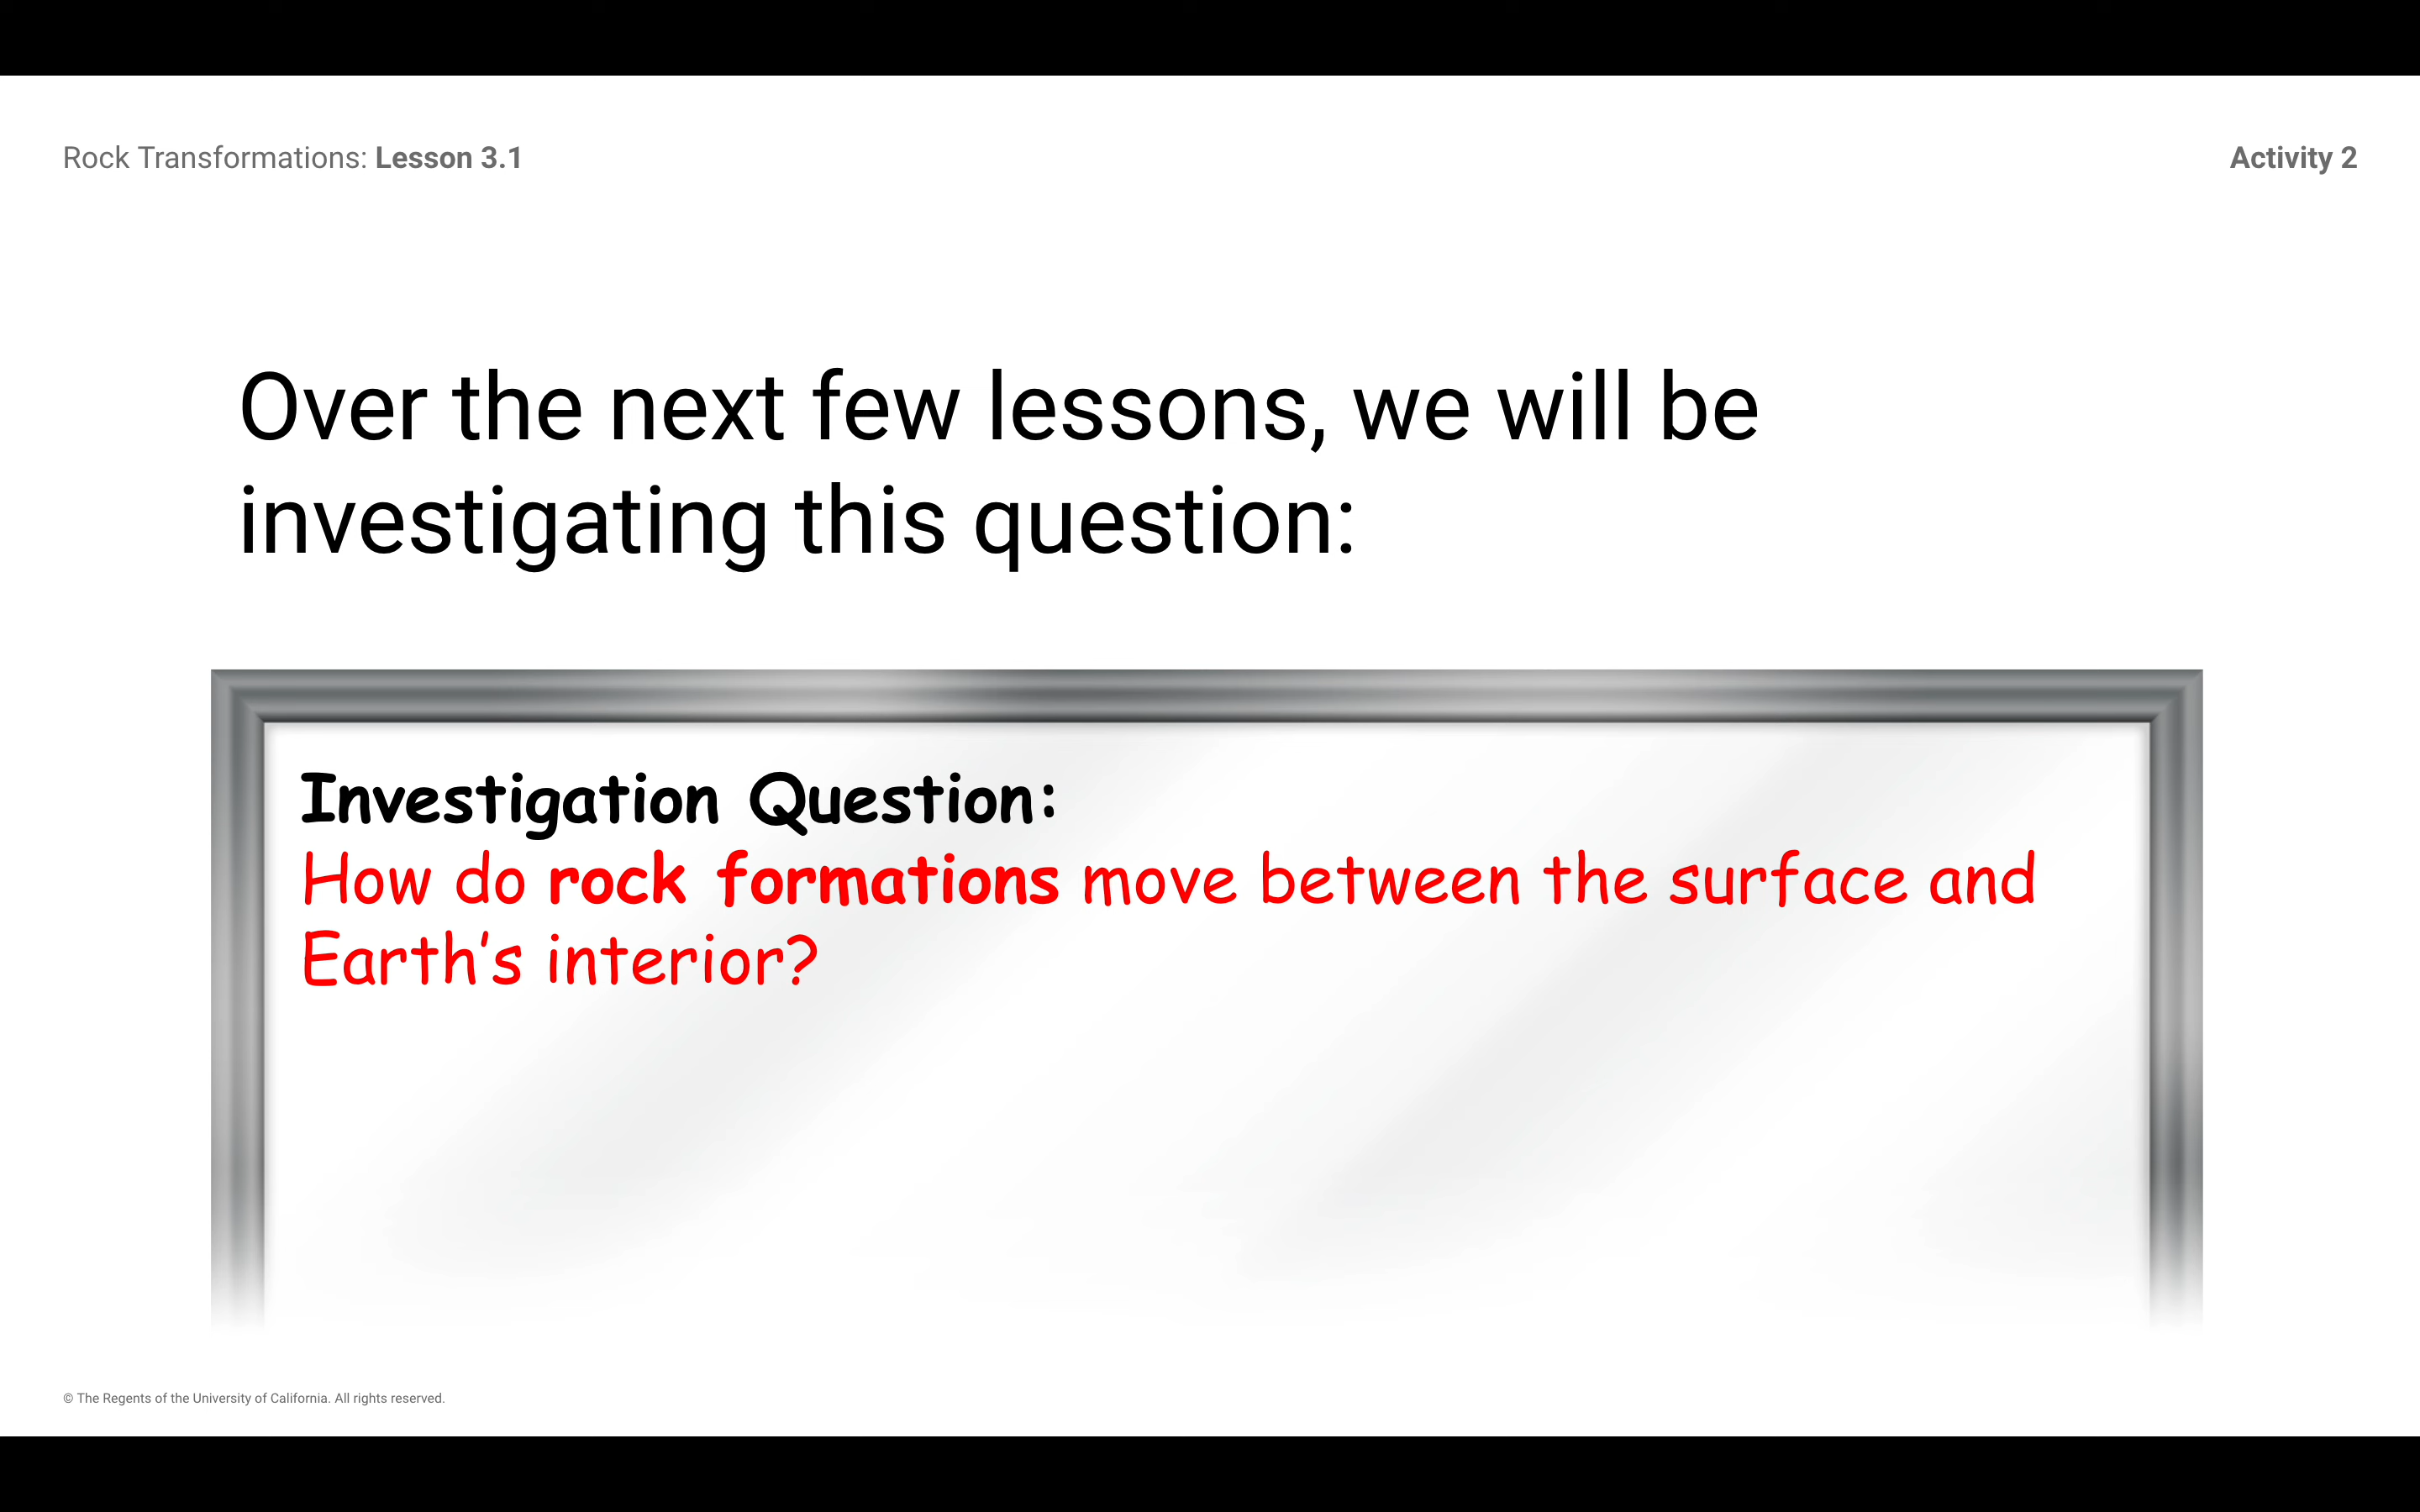 Rock Transformations: Lesson 3.1
Activity 2
Over the next few lessons, we will be
investigating this question:
Investigation Question:
How do rock formations move between the surface and
Earth’s interior?
© The Regents of the University of California. All rights reserved.